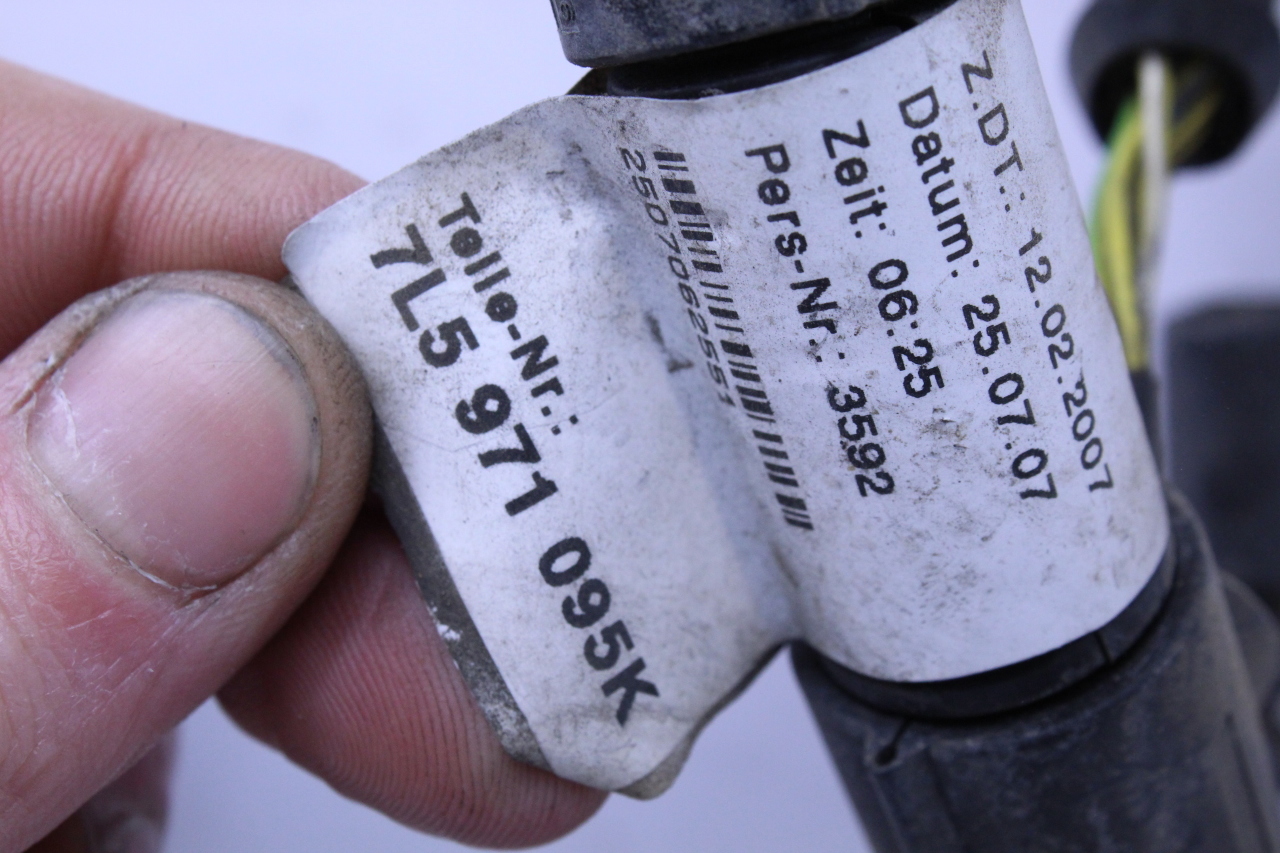 Z.DT.: 12.02.2007
Datum: 25.07.07
Zeit: 06:25
Pers-Nr.: 3592
2507062551
Teile-Nr.:
7L5 971 095K